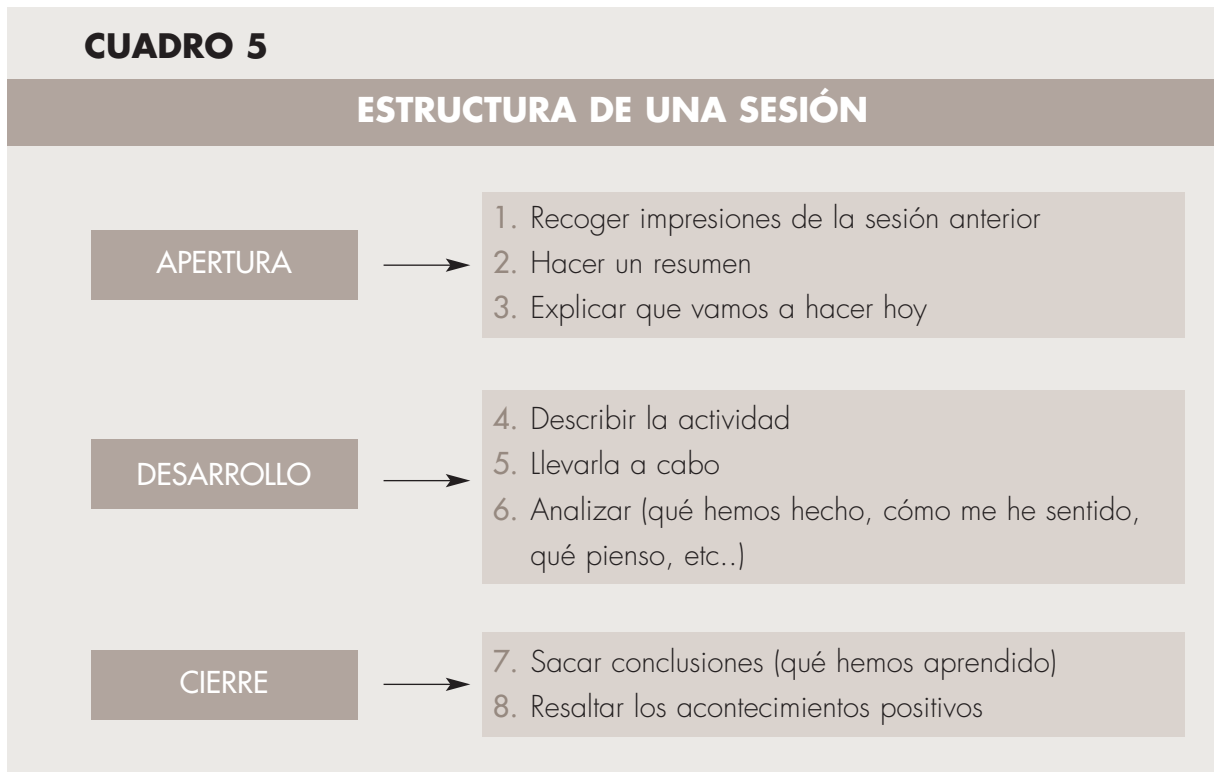 CUADRO 5
ESTRUCTURA DE UNA SESIÓN
APERTURA
1. Recoger impresiones de la sesión anterior
2. Hacer un resumen
3. Explicar que vamos a hacer hoy
DESARROLLO
4. Describir la actividad
5. Llevarla a cabo
6. Analizar (qué hemos hecho, cómo me he sentido,
qué pienso, etc..)
CIERRE
7. Sacar conclusiones (qué hemos aprendido)
8. Resaltar los acontecimientos positivos